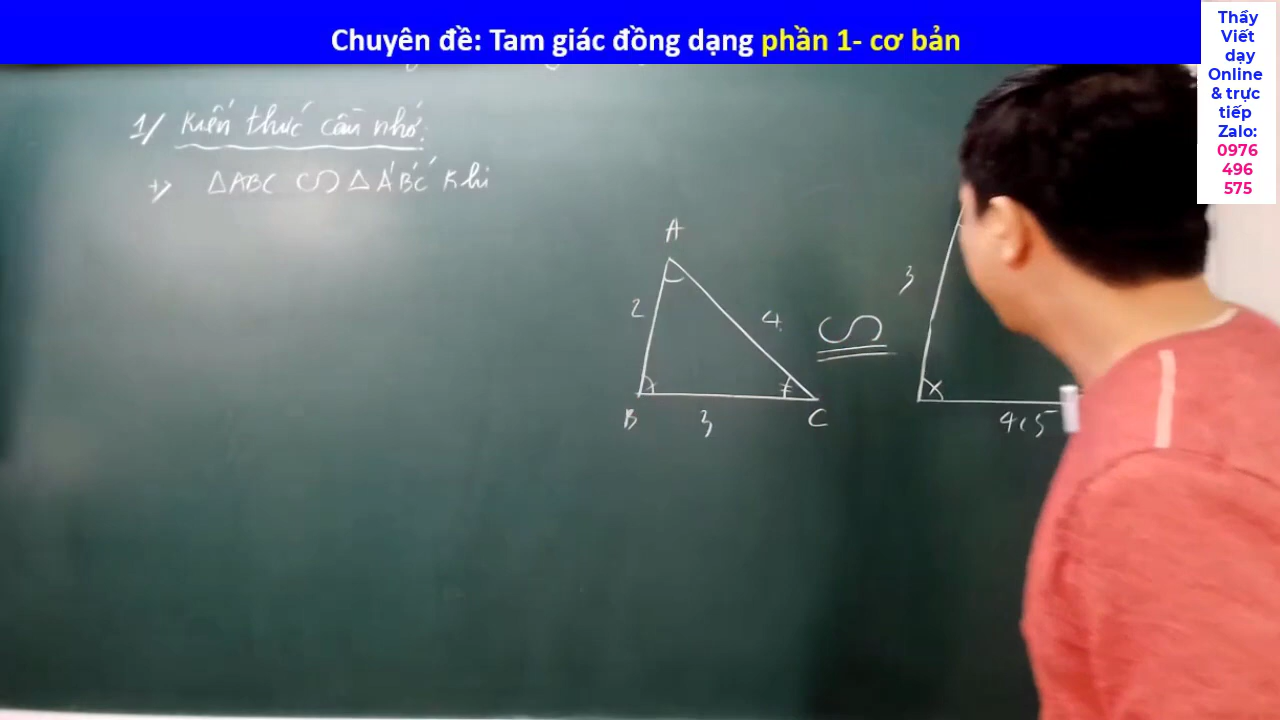 Chuyên đề: Tam giác đồng dạng phần 1- cơ bản
Thầy
Viết
dạy
Online
& trực
tiếp
Zalo:
0976
496
575
1/ Kiến thức cần nhớ:
+, ΔABC ∽ ΔA'B'C' khi
A
2
4
B
3
C
∽
3
4,5